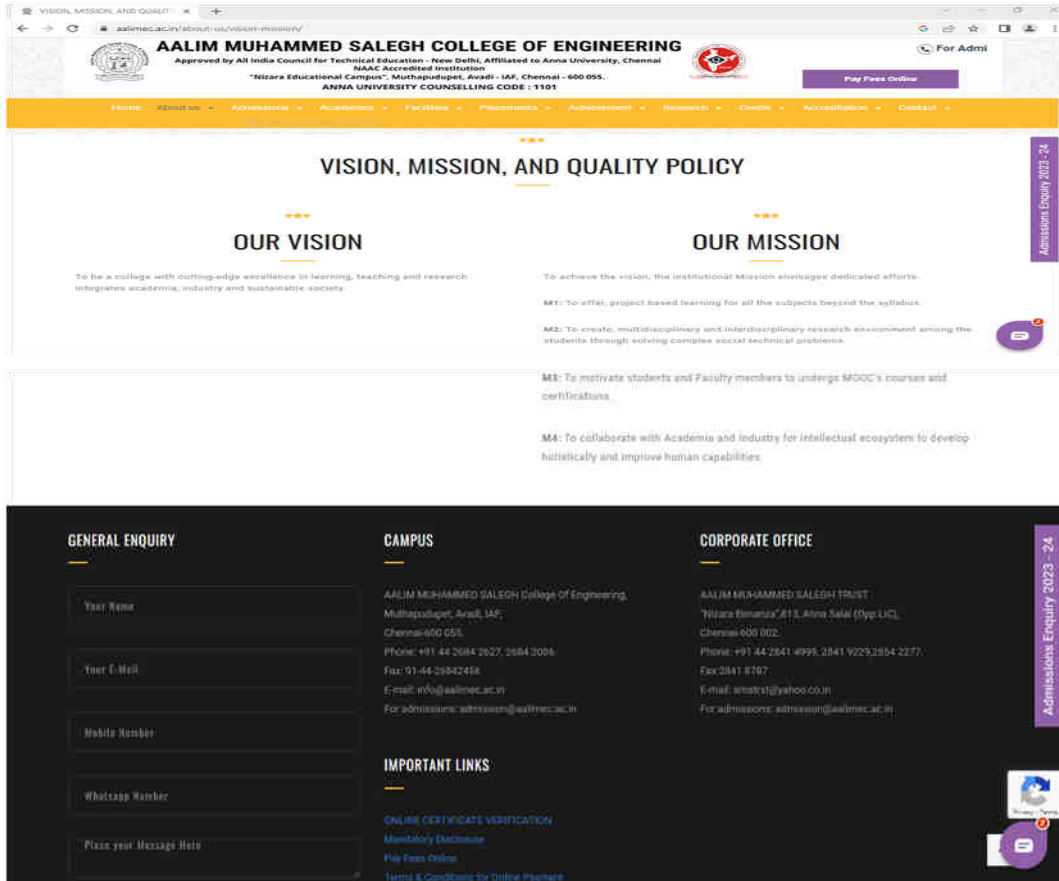 VISION, MISSION, AND QUALITY
aalimec.ac.in/about-us/vision-mission/
AALIM MUHAMMED SALEGH COLLEGE OF ENGINEERING
Approved by All India Council for Technical Education - New Delhi, Affiliated to Anna University, Chennai
NAAC Accredited Institution
"Nizara Educational Campus", Muthapudupet, Avadi - IAF, Chennai - 600 055.
ANNA UNIVERSITY COUNSELLING CODE : 1101
For Admi
Pay Fees Online
Home About us Admissions Academics Facilities Placements Achievement Research Centre Accreditation Contact
VISION, MISSION, AND QUALITY POLICY
Admissions Enquiry 2023 - 24
OUR VISION
To be a college with cutting-edge excellence in learning, teaching and research
integrates academia, industry and sustainable society.
OUR MISSION
To achieve the vision, the institutional Mission envisages dedicated efforts.
M1: To offer, project based learning for all the subjects beyond the syllabus.
M2: To create, multidisciplinary and interdisciplinary research environment among the
students through solving complex social technical problems.
2
M3: To motivate students and Faculty members to undergo MOOC's courses and
certifications.
M4: To collaborate with Academia and Industry for intellectual ecosystem to develop
holistically and improve human capabilities.
GENERAL ENQUIRY
Your Name
Your E-Mail
Mobile Number
Whatsapp Number
Place your Message Here
CAMPUS
AALIM MUHAMMED SALEGH College Of Engineering,
Muthapudupet, Avadi, IAF,
Chennai-600 055.
Phone: +91 44 2684 2627, 2684 2086.
Fax: 91-44-26842456
E-mail: info@aalimec.ac.in
For admissions: admission@aalimec.ac.in
IMPORTANT LINKS
ONLINE CERTIFICATE VERIFICATION
Mandatory Disclosure
Pay Fees Online
Terms & Conditions for Online Payment
CORPORATE OFFICE
AALIM MUHAMMED SALEGH TRUST
"Nizara Bonanza",813, Anna Salai (Opp.LIC),
Chennai-600 002.
Phone: +91 44 2841 4999, 2841 9229,2854 2277.
Fax:2841 8787
E-mail: amstrst@yahoo.co.in
For admissions: admission@aalimec.ac.in
Admissions Enquiry 2023 - 24
Privacy - Terms
2